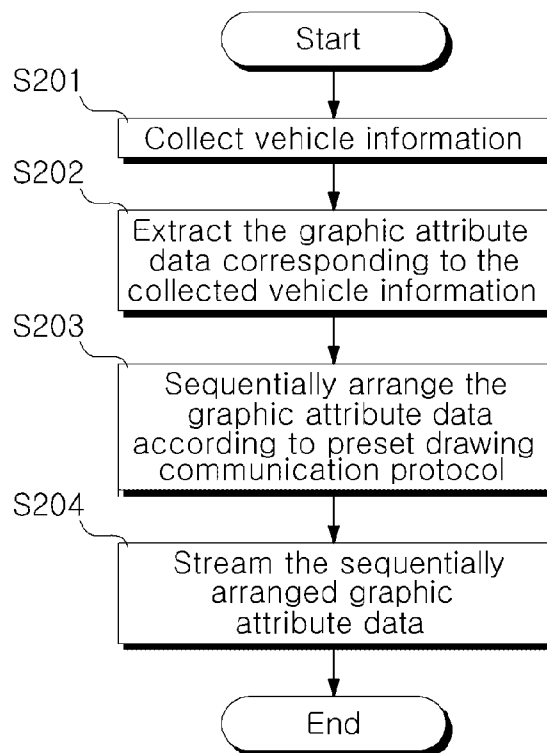 Start
S201
Collect vehicle information
S202
Extract the graphic attribute
data corresponding to the
collected vehicle information
S203
Sequentially arrange the
graphic attribute data
according to preset drawing
communication protocol
S204
Stream the sequentially
arranged graphic
attribute data
End